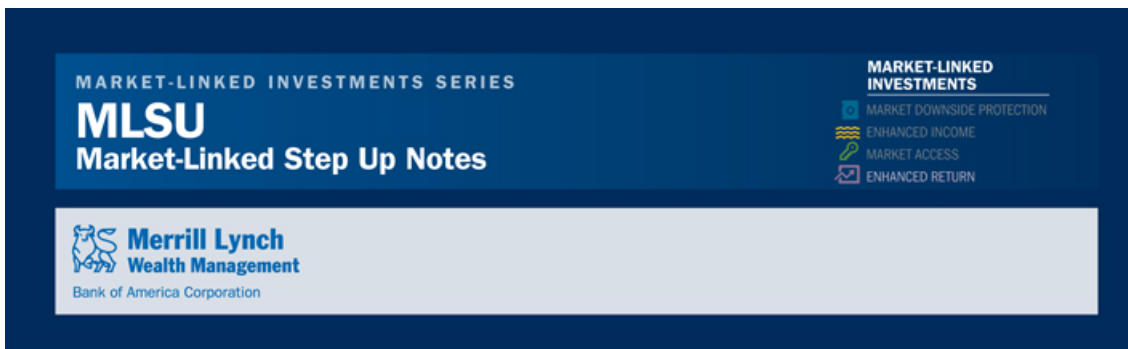 MARKET-LINKED INVESTMENTS SERIES
MLSU
Market-Linked Step Up Notes
MARKET-LINKED
INVESTMENTS
MARKET DOWNSIDE PROTECTION
ENHANCED INCOME
MARKET ACCESS
ENHANCED RETURN
Merrill Lynch
Wealth Management
Bank of America Corporation